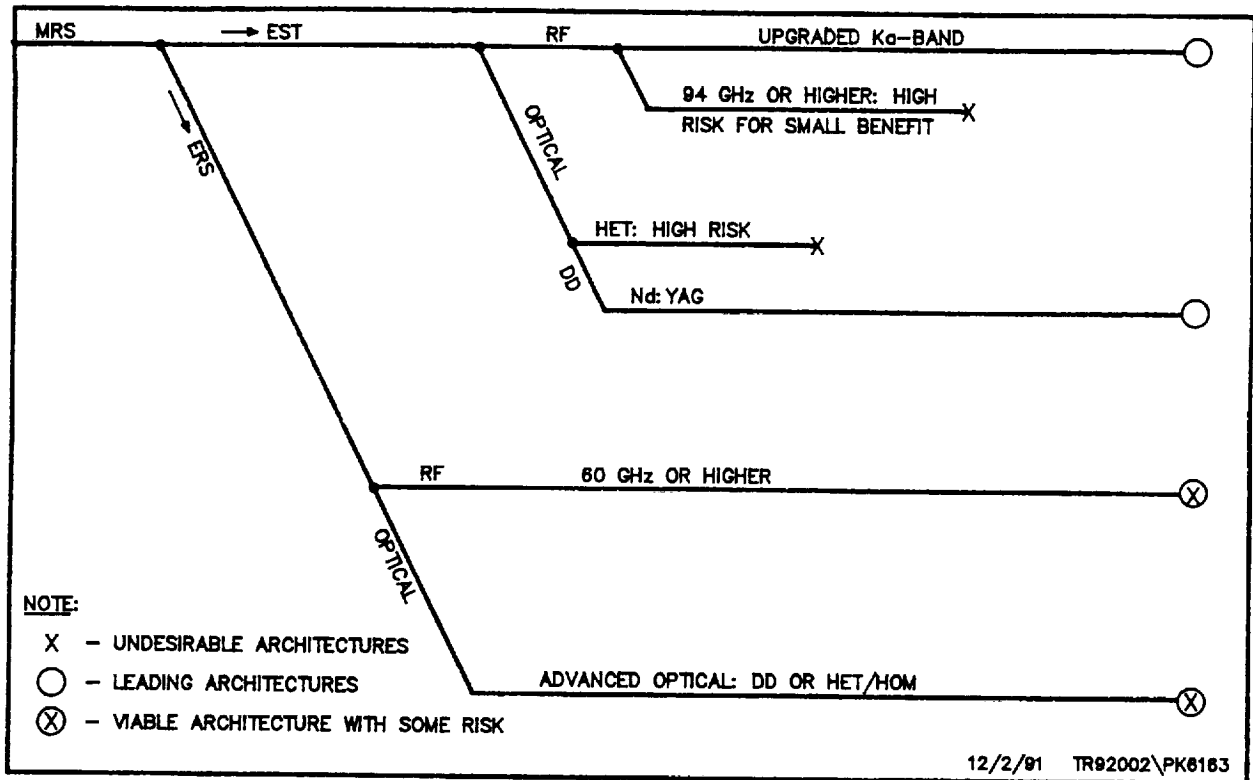 MRS
→ EST
RF
UPGRADED Ka-BAND
94 GHz OR HIGHER: HIGH
RISK FOR SMALL BENEFIT
OPTICAL
ERS
HET: HIGH RISK
DD
Nd: YAG
RF
60 GHz OR HIGHER
OPTICAL
ADVANCED OPTICAL: DD OR HET/HOM
NOTE:
X – UNDESIRABLE ARCHITECTURES
○ – LEADING ARCHITECTURES
Ⓧ – VIABLE ARCHITECTURE WITH SOME RISK
12/2/91 TR92002\PK6163